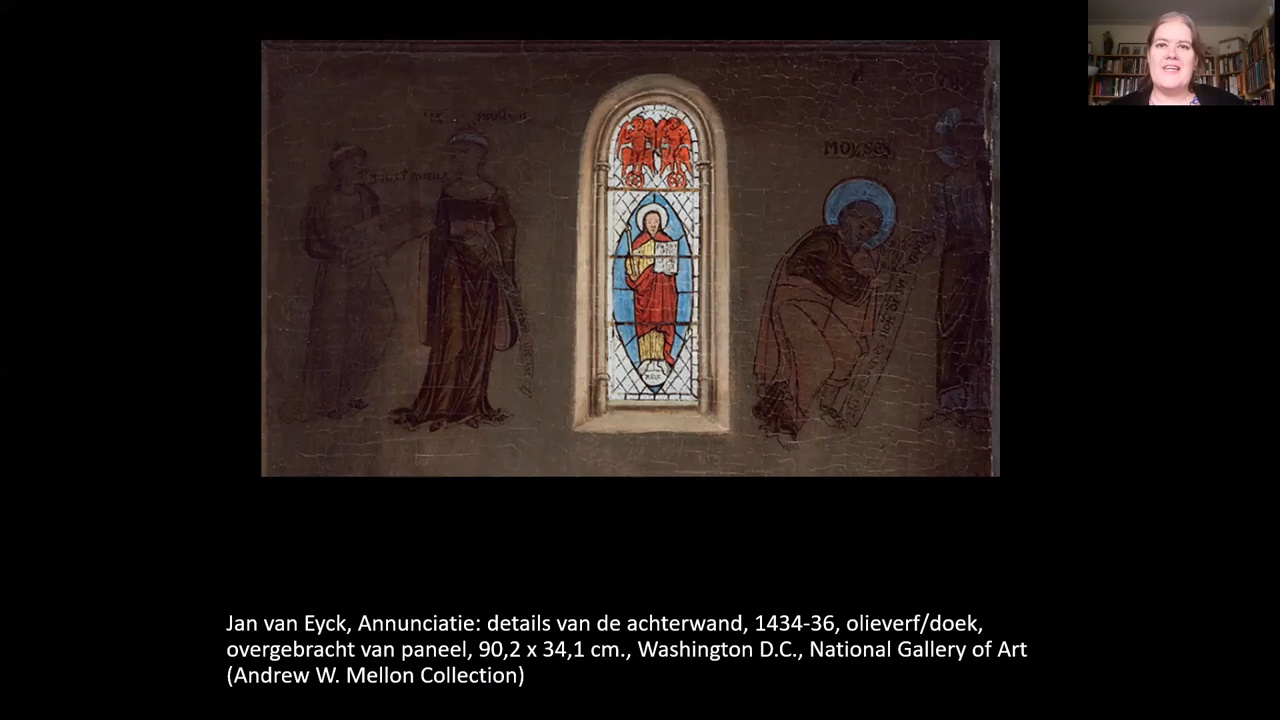 MOYSES
Jan van Eyck, Annunciatie: details van de achterwand, 1434-36, olieverf/doek,
overgebracht van paneel, 90,2 x 34,1 cm., Washington D.C., National Gallery of Art
(Andrew W. Mellon Collection)